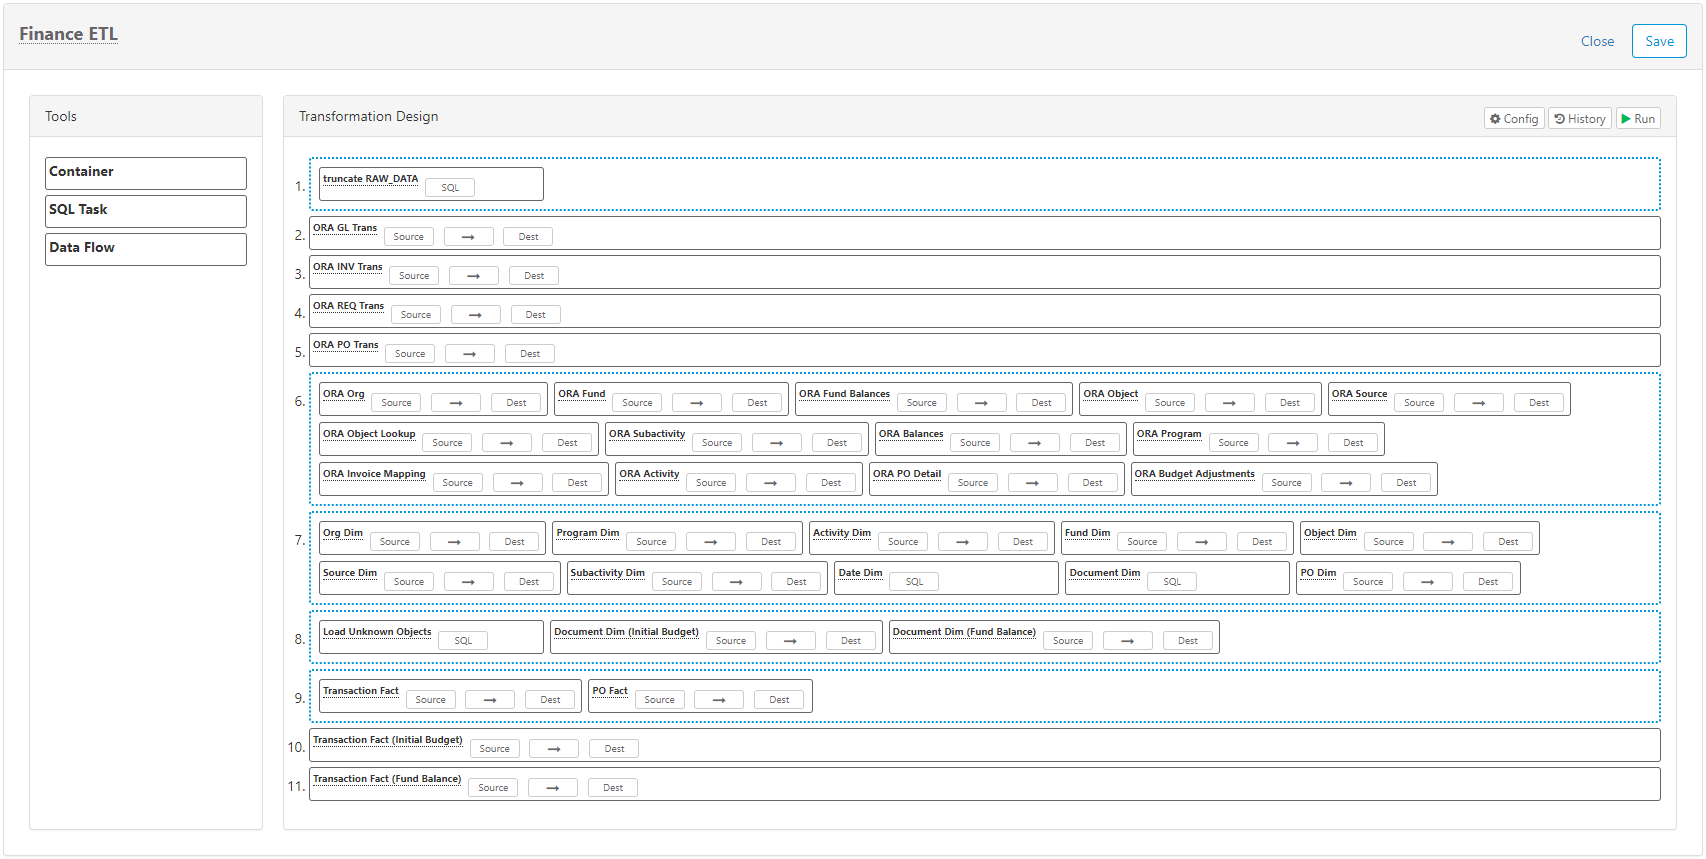 Finance ETL
Close Save
Tools
Container
SQL Task
Data Flow
Transformation Design
Config History Run
1. truncate RAW_DATA SQL
2. ORA GL Trans Source → Dest
3. ORA INV Trans Source → Dest
4. ORA REQ Trans Source → Dest
5. ORA PO Trans Source → Dest
6. ORA Org Source → Dest ORA Fund Source → Dest ORA Fund Balances Source → Dest ORA Object Source → Dest ORA Source Source → Dest
ORA Object Lookup Source → Dest ORA Subactivity Source → Dest ORA Balances Source → Dest ORA Program Source → Dest
ORA Invoice Mapping Source → Dest ORA Activity Source → Dest ORA PO Detail Source → Dest ORA Budget Adjustments Source → Dest
7. Org Dim Source → Dest Program Dim Source → Dest Activity Dim Source → Dest Fund Dim Source → Dest Object Dim Source → Dest
Source Dim Source → Dest Subactivity Dim Source → Dest Date Dim SQL Document Dim SQL PO Dim Source → Dest
8. Load Unknown Objects SQL Document Dim (Initial Budget) Source → Dest Document Dim (Fund Balance) Source → Dest
9. Transaction Fact Source → Dest PO Fact Source → Dest
10. Transaction Fact (Initial Budget) Source → Dest
11. Transaction Fact (Fund Balance) Source → Dest